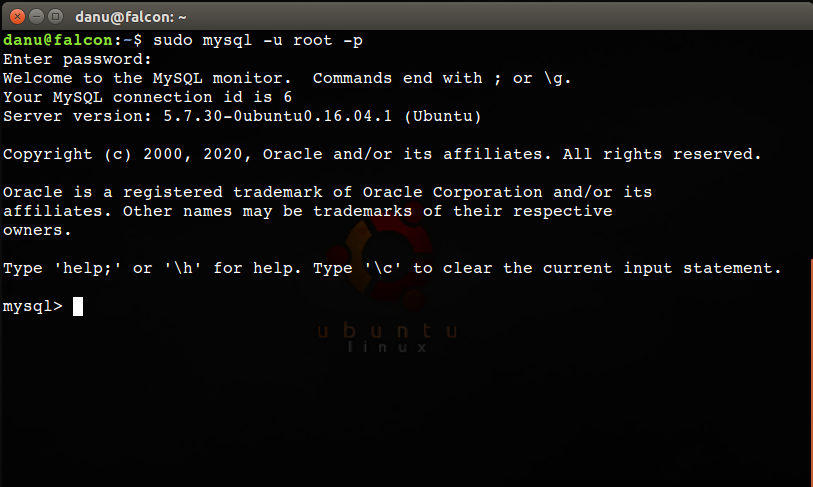 danu@falcon: ~
danu@falcon:~$ sudo mysql -u root -p
Enter password:
Welcome to the MySQL monitor.  Commands end with ; or \g.
Your MySQL connection id is 6
Server version: 5.7.30-0ubuntu0.16.04.1 (Ubuntu)
Copyright (c) 2000, 2020, Oracle and/or its affiliates. All rights reserved.
Oracle is a registered trademark of Oracle Corporation and/or its
affiliates. Other names may be trademarks of their respective
owners.
Type 'help;' or '\h' for help. Type '\c' to clear the current input statement.
mysql>
ubuntu
linux